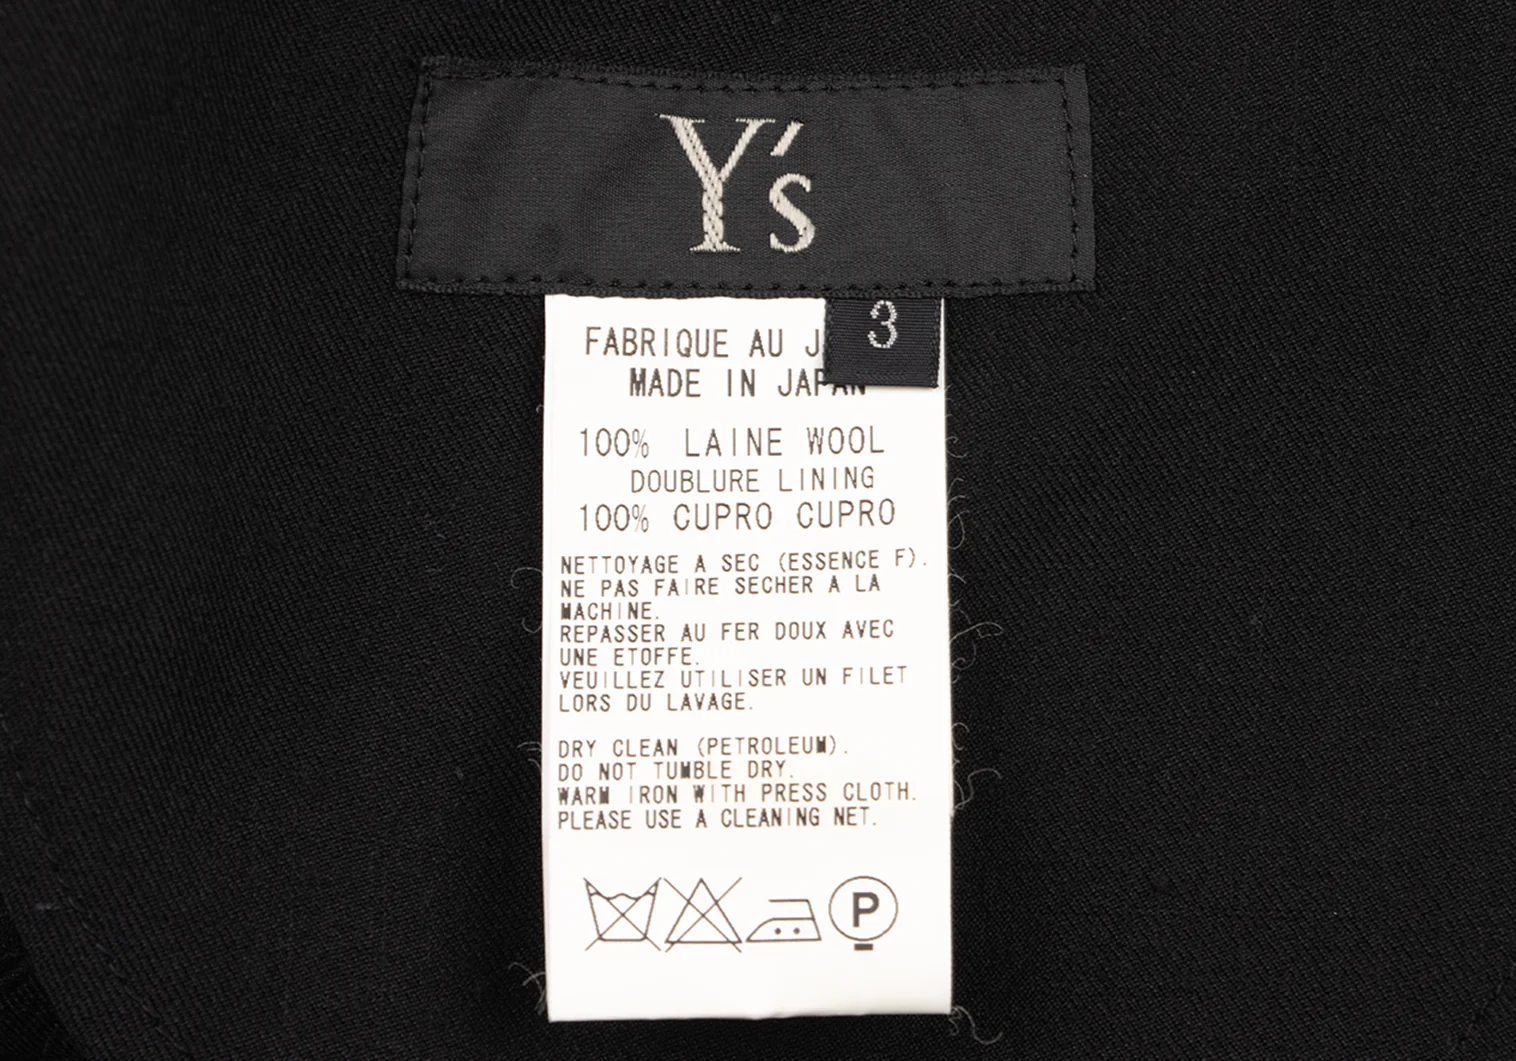 Y's
3
FABRIQUE AU
MADE IN JAPAN
100% LAINE WOOL
DOUBLURE LINING
100% CUPRO CUPRO
NETTOYAGE A SEC (ESSENCE F).
NE PAS FAIRE SECHER A LA
MACHINE.
REPASSER AU FER DOUX AVEC
UNE ETOFFE.
VEUILLEZ UTILISER UN FILET
LORS DU LAVAGE.
DRY CLEAN (PETROLEUM).
DO NOT TUMBLE DRY.
WARM IRON WITH PRESS CLOTH.
PLEASE USE A CLEANING NET.
P